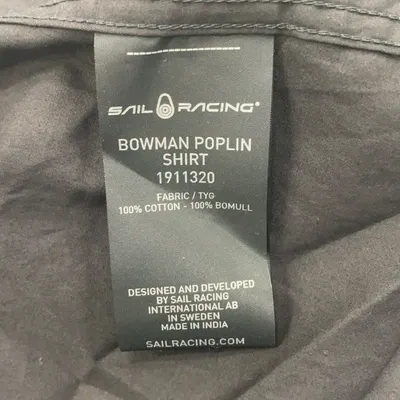 SAIL RACING®
BOWMAN POPLIN
SHIRT
1911320
FABRIC / TYG
100% COTTON - 100% BOMULL
DESIGNED AND DEVELOPED
BY SAIL RACING
INTERNATIONAL AB
IN SWEDEN
MADE IN INDIA
SAILRACING.COM